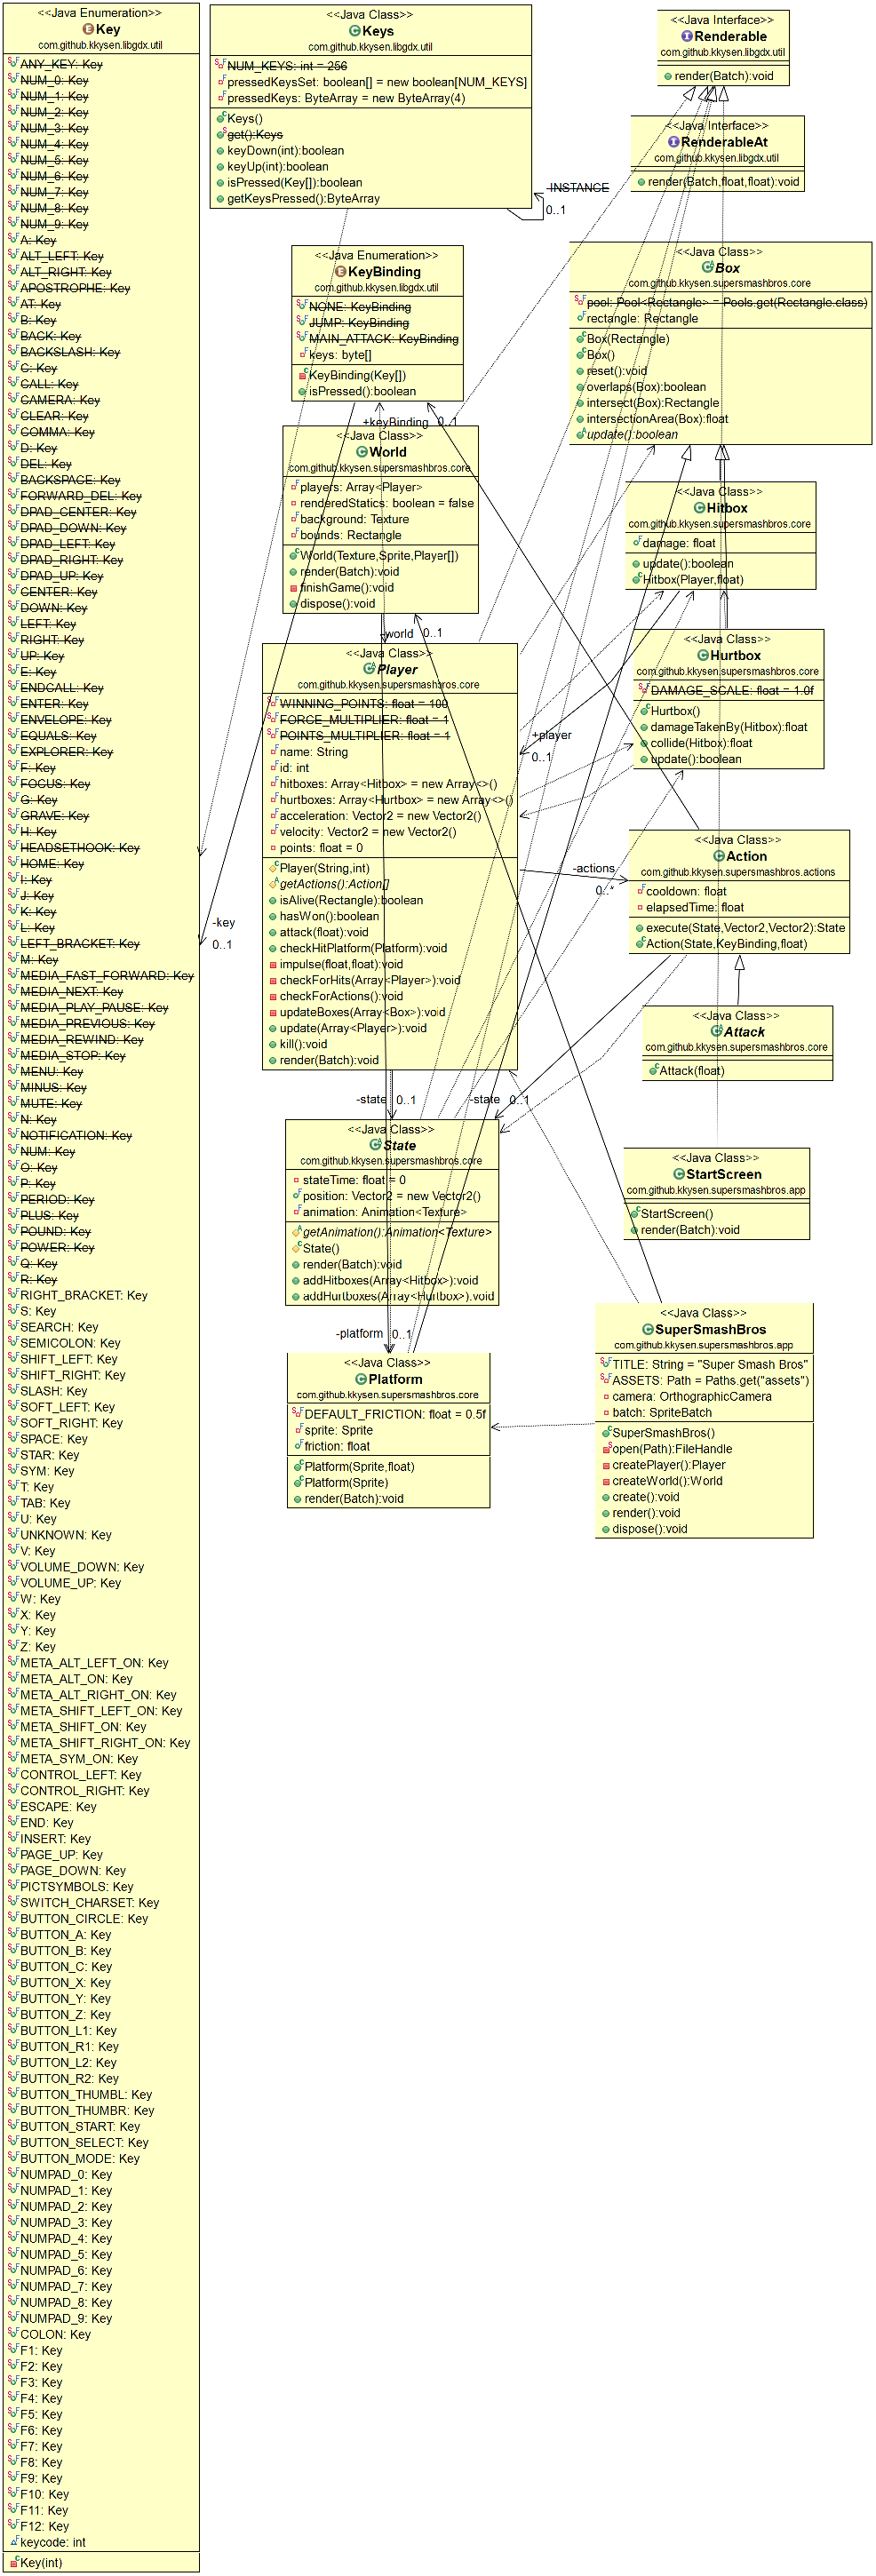 <<Java Enumeration>>
Key
com.github.kkysen.libgdx.util
ANY_KEY: Key
NUM_0: Key
NUM_1: Key
NUM_2: Key
NUM_3: Key
NUM_4: Key
NUM_5: Key
NUM_6: Key
NUM_7: Key
NUM_8: Key
NUM_9: Key
A: Key
ALT_LEFT: Key
ALT_RIGHT: Key
APOSTROPHE: Key
AT: Key
B: Key
BACK: Key
BACKSLASH: Key
C: Key
CALL: Key
CAMERA: Key
CLEAR: Key
COMMA: Key
D: Key
DEL: Key
BACKSPACE: Key
FORWARD_DEL: Key
DPAD_CENTER: Key
DPAD_DOWN: Key
DPAD_LEFT: Key
DPAD_RIGHT: Key
DPAD_UP: Key
CENTER: Key
DOWN: Key
LEFT: Key
RIGHT: Key
UP: Key
E: Key
ENDCALL: Key
ENTER: Key
ENVELOPE: Key
EQUALS: Key
EXPLORER: Key
F: Key
FOCUS: Key
G: Key
GRAVE: Key
H: Key
HEADSETHOOK: Key
HOME: Key
I: Key
J: Key
K: Key
L: Key
LEFT_BRACKET: Key
M: Key
MEDIA_FAST_FORWARD: Key
MEDIA_NEXT: Key
MEDIA_PLAY_PAUSE: Key
MEDIA_PREVIOUS: Key
MEDIA_REWIND: Key
MEDIA_STOP: Key
MENU: Key
MINUS: Key
MUTE: Key
N: Key
NOTIFICATION: Key
NUM: Key
O: Key
P: Key
PERIOD: Key
PLUS: Key
POUND: Key
POWER: Key
Q: Key
R: Key
RIGHT_BRACKET: Key
S: Key
SEARCH: Key
SEMICOLON: Key
SHIFT_LEFT: Key
SHIFT_RIGHT: Key
SLASH: Key
SOFT_LEFT: Key
SOFT_RIGHT: Key
SPACE: Key
STAR: Key
SYM: Key
T: Key
TAB: Key
U: Key
UNKNOWN: Key
V: Key
VOLUME_DOWN: Key
VOLUME_UP: Key
W: Key
X: Key
Y: Key
Z: Key
META_ALT_LEFT_ON: Key
META_ALT_ON: Key
META_ALT_RIGHT_ON: Key
META_SHIFT_LEFT_ON: Key
META_SHIFT_ON: Key
META_SHIFT_RIGHT_ON: Key
META_SYM_ON: Key
CONTROL_LEFT: Key
CONTROL_RIGHT: Key
ESCAPE: Key
END: Key
INSERT: Key
PAGE_UP: Key
PAGE_DOWN: Key
PICTSYMBOLS: Key
SWITCH_CHARSET: Key
BUTTON_CIRCLE: Key
BUTTON_A: Key
BUTTON_B: Key
BUTTON_C: Key
BUTTON_X: Key
BUTTON_Y: Key
BUTTON_Z: Key
BUTTON_L1: Key
BUTTON_R1: Key
BUTTON_L2: Key
BUTTON_R2: Key
BUTTON_THUMBL: Key
BUTTON_THUMBR: Key
BUTTON_START: Key
BUTTON_SELECT: Key
BUTTON_MODE: Key
NUMPAD_0: Key
NUMPAD_1: Key
NUMPAD_2: Key
NUMPAD_3: Key
NUMPAD_4: Key
NUMPAD_5: Key
NUMPAD_6: Key
NUMPAD_7: Key
NUMPAD_8: Key
NUMPAD_9: Key
COLON: Key
F1: Key
F2: Key
F3: Key
F4: Key
F5: Key
F6: Key
F7: Key
F8: Key
F9: Key
F10: Key
F11: Key
F12: Key
keycode: int
Key(int)
<<Java Class>>
Keys
com.github.kkysen.libgdx.util
NUM_KEYS: int = 256
pressedKeysSet: boolean[] = new boolean[NUM_KEYS]
pressedKeys: ByteArray = new ByteArray(4)
Keys()
get():Keys
keyDown(int):boolean
keyUp(int):boolean
isPressed(Key[]):boolean
getKeysPressed():ByteArray
-INSTANCE
0..1
<<Java Interface>>
Renderable
com.github.kkysen.libgdx.util
render(Batch):void
<<Java Interface>>
RenderableAt
com.github.kkysen.libgdx.util
render(Batch,float,float):void
<<Java Enumeration>>
KeyBinding
com.github.kkysen.libgdx.util
NONE: KeyBinding
JUMP: KeyBinding
MAIN_ATTACK: KeyBinding
keys: byte[]
KeyBinding(Key[])
isPressed():boolean
<<Java Class>>
Box
com.github.kkysen.supersmashbros.core
pool: Pool<Rectangle> = Pools.get(Rectangle.class)
rectangle: Rectangle
Box(Rectangle)
Box()
reset():void
overlaps(Box):boolean
intersect(Box):Rectangle
intersectionArea(Box):float
update():boolean
+keyBinding
0..1
<<Java Class>>
World
com.github.kkysen.supersmashbros.core
players: Array<Player>
renderedStatics: boolean = false
background: Texture
bounds: Rectangle
World(Texture,Sprite,Player[])
render(Batch):void
finishGame():void
dispose():void
<<Java Class>>
Hitbox
com.github.kkysen.supersmashbros.core
damage: float
update():boolean
Hitbox(Player,float)
-world
0..1
<<Java Class>>
Player
com.github.kkysen.supersmashbros.core
WINNING_POINTS: float = 100
FORCE_MULTIPLIER: float = 1
POINTS_MULTIPLIER: float = 1
name: String
id: int
hitboxes: Array<Hitbox> = new Array<>()
hurtboxes: Array<Hurtbox> = new Array<>()
acceleration: Vector2 = new Vector2()
velocity: Vector2 = new Vector2()
points: float = 0
Player(String,int)
getActions():Action[]
isAlive(Rectangle):boolean
hasWon():boolean
attack(float):void
checkHitPlatform(Platform):void
impulse(float,float):void
checkForHits(Array<Player>):void
checkForActions():void
updateBoxes(Array<Box>):void
update(Array<Player>):void
kill():void
render(Batch):void
<<Java Class>>
Hurtbox
com.github.kkysen.supersmashbros.core
DAMAGE_SCALE: float = 1.0f
Hurtbox()
damageTakenBy(Hitbox):float
collide(Hitbox):float
update():boolean
+player
0..1
-key
0..1
<<Java Class>>
Action
com.github.kkysen.supersmashbros.actions
cooldown: float
elapsedTime: float
execute(State,Vector2,Vector2):State
Action(State,KeyBinding,float)
-actions
0..*
<<Java Class>>
Attack
com.github.kkysen.supersmashbros.core
Attack(float)
-state
0..1
-state
0..1
<<Java Class>>
State
com.github.kkysen.supersmashbros.core
stateTime: float = 0
position: Vector2 = new Vector2()
animation: Animation<Texture>
getAnimation():Animation<Texture>
State()
render(Batch):void
addHitboxes(Array<Hitbox>):void
addHurtboxes(Array<Hurtbox>):void
<<Java Class>>
StartScreen
com.github.kkysen.supersmashbros.app
StartScreen()
render(Batch):void
-platform
0..1
<<Java Class>>
Platform
com.github.kkysen.supersmashbros.core
DEFAULT_FRICTION: float = 0.5f
sprite: Sprite
friction: float
Platform(Sprite,float)
Platform(Sprite)
render(Batch):void
<<Java Class>>
SuperSmashBros
com.github.kkysen.supersmashbros.app
TITLE: String = "Super Smash Bros"
ASSETS: Path = Paths.get("assets")
camera: OrthographicCamera
batch: SpriteBatch
SuperSmashBros()
open(Path):FileHandle
createPlayer():Player
createWorld():World
create():void
render():void
dispose():void